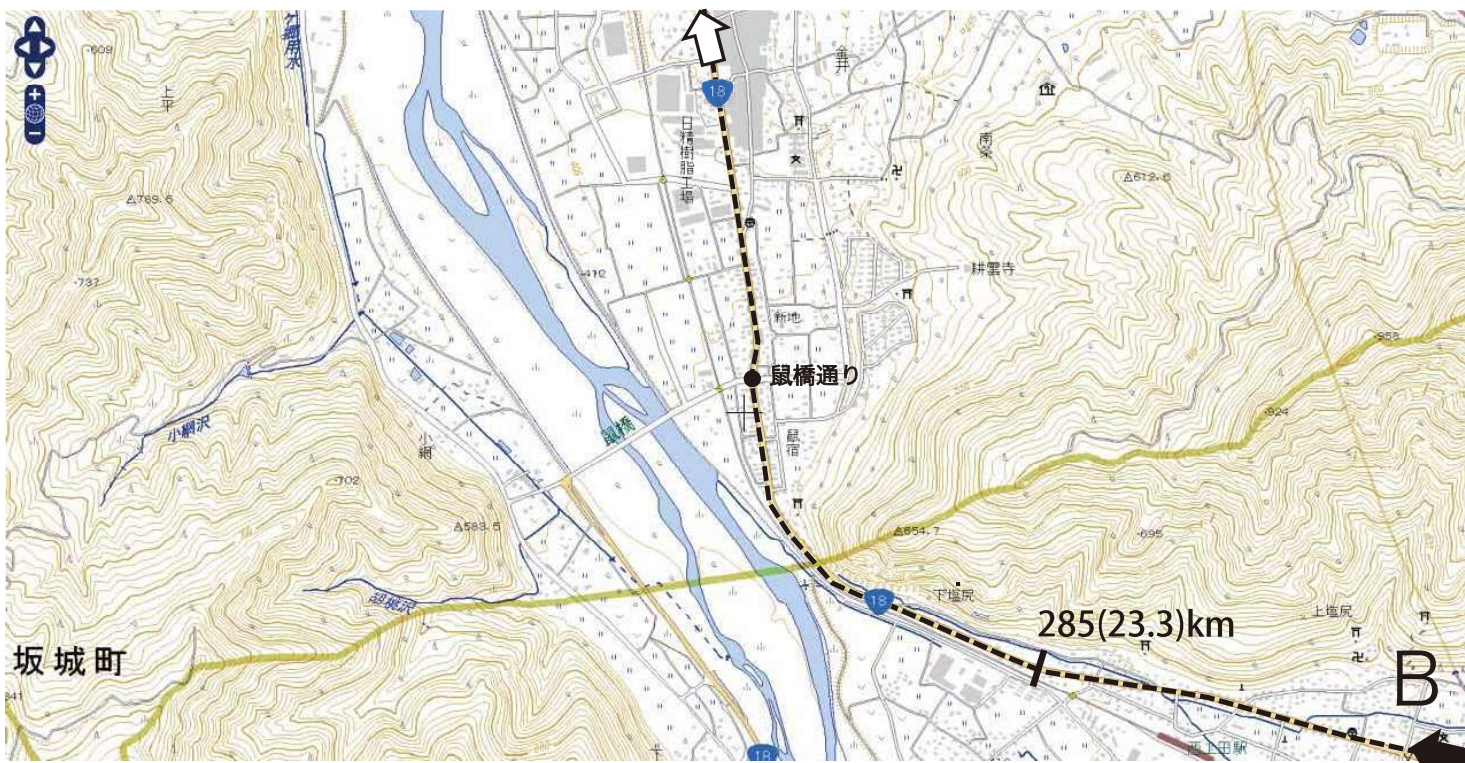 609
上平
18
金井
日精樹脂工場
南条
△612.6
△769.6
412
737
耕雲寺
新地
958
鼠橋通り
924
小網沢
鼠橋
鼠宿
小網
702
△583.5
△654.7
695
胡桃沢
18
下塩尻
上塩尻
285(23.3)km
坂城町
B
西上田駅
18